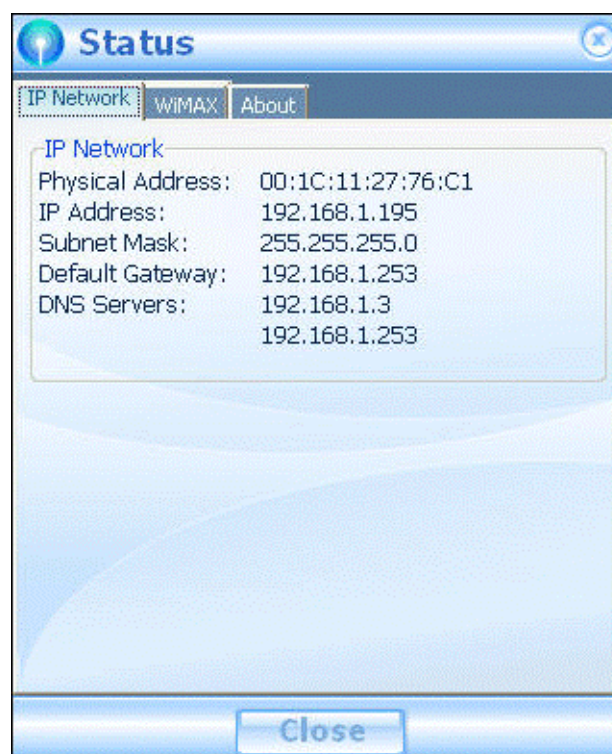 Status
IP Network WiMAX About
IP Network
Physical Address: 00:1C:11:27:76:C1
IP Address: 192.168.1.195
Subnet Mask: 255.255.255.0
Default Gateway: 192.168.1.253
DNS Servers: 192.168.1.3
192.168.1.253
Close